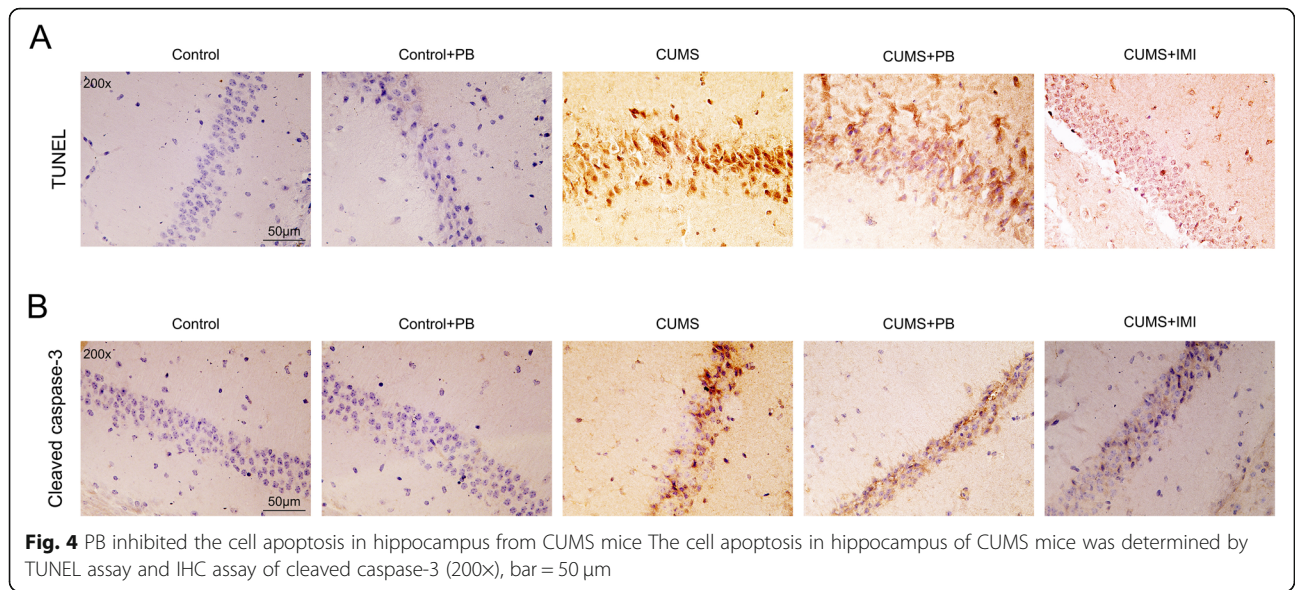 A
Control
Control+PB
CUMS
CUMS+PB
CUMS+IMI
TUNEL
200x
50μm
B
Control
Control+PB
CUMS
CUMS+PB
CUMS+IMI
Cleaved caspase-3
200x
50μm
Fig. 4 PB inhibited the cell apoptosis in hippocampus from CUMS mice The cell apoptosis in hippocampus of CUMS mice was determined by
TUNEL assay and IHC assay of cleaved caspase-3 (200×), bar = 50 μm